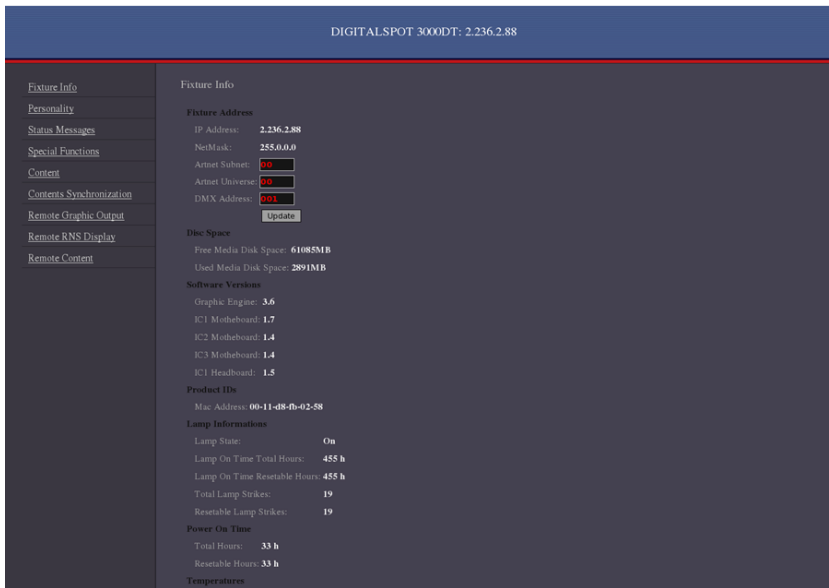 DIGITALSPOT 3000DT: 2.236.2.88
Fixture Info
Personality
Status Messages
Special Functions
Content
Contents Synchronization
Remote Graphic Output
Remote RNS Display
Remote Content
Fixture Info
Fixture Address
IP Address: 2.236.2.88
NetMask: 255.0.0.0
Artnet Subnet: 00
Artnet Universe: 00
DMX Address: 001
Update
Disc Space
Free Media Disk Space: 61085MB
Used Media Disk Space: 2891MB
Software Versions
Graphic Engine: 3.6
IC1 Motheboard: 1.7
IC2 Motheboard: 1.4
IC3 Motheboard: 1.4
IC1 Headboard: 1.5
Product IDs
Mac Address: 00-11-d8-fb-02-58
Lamp Informations
Lamp State: On
Lamp On Time Total Hours: 455 h
Lamp On Time Resetable Hours: 455 h
Total Lamp Strikes: 19
Resetable Lamp Strikes: 19
Power On Time
Total Hours: 33 h
Resetable Hours: 33 h
Temperatures